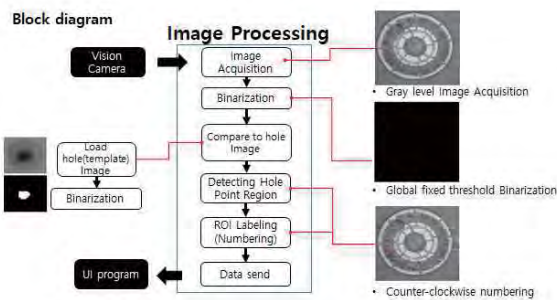 Block diagram
Image Processing
Vision
Camera
Image
Acquisition
• Gray level Image Acquisition
Binarization
Load
hole(template)
Image
Compare to hole
Image
Binarization
Detecting Hole
Point Region
• Global fixed threshold Binarization
ROI Labeling
(Numbering)
UI program
Data send
• Counter-clockwise numbering